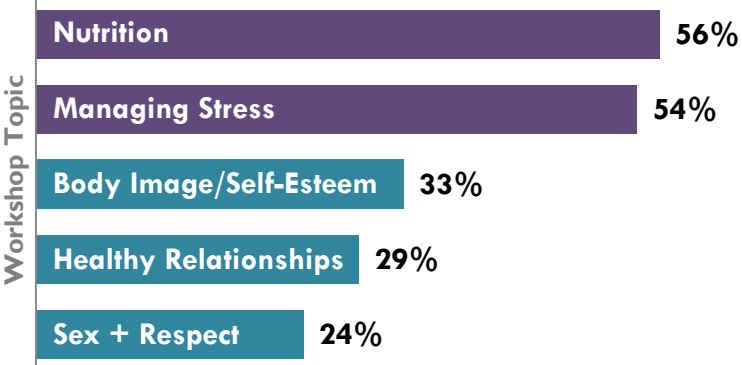 Workshop Topic
Nutrition 56%
Managing Stress 54%
Body Image/Self-Esteem 33%
Healthy Relationships 29%
Sex + Respect 24%